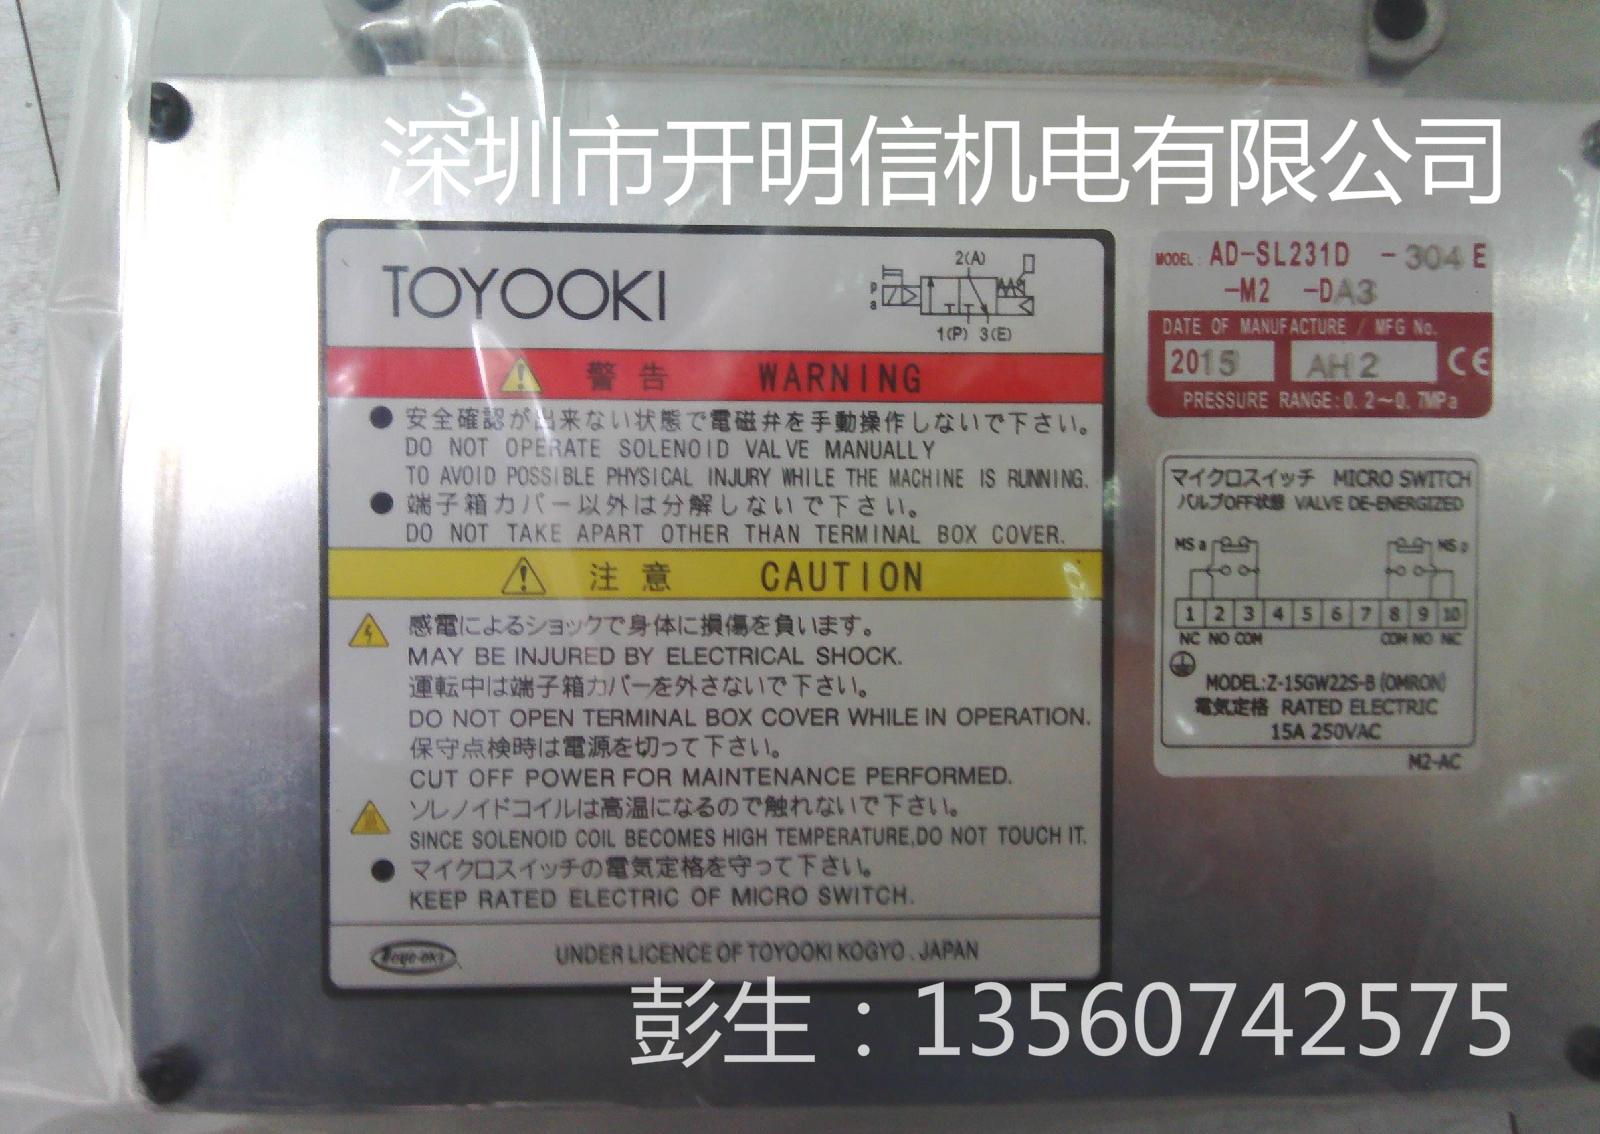 深圳市开明信机电有限公司
TOYOOKI
2(A)
p
a
1(P) 3(E)
警告 WARNING
● 安全確認が出来ない状態で電磁弁を手動操作しないで下さい。
DO NOT OPERATE SOLENOID VALVE MANUALLY
TO AVOID POSSIBLE PHYSICAL INJURY WHILE THE MACHINE IS RUNNING.
● 端子箱カバー以外は分解しないで下さい。
DO NOT TAKE APART OTHER THAN TERMINAL BOX COVER.
注意 CAUTION
感電によるショックで身体に損傷を負います。
MAY BE INJURED BY ELECTRICAL SHOCK.
運転中は端子箱カバーを外さないで下さい。
DO NOT OPEN TERMINAL BOX COVER WHILE IN OPERATION.
保守点検時は電源を切って下さい。
CUT OFF POWER FOR MAINTENANCE PERFORMED.
ソレノイドコイルは高温になるので触れないで下さい。
SINCE SOLENOID COIL BECOMES HIGH TEMPERATURE,DO NOT TOUCH IT.
● マイクロスイッチの電気定格を守って下さい。
KEEP RATED ELECTRIC OF MICRO SWITCH.
Toyo-oki UNDER LICENCE OF TOYOOKI KOGYO. JAPAN
MODEL: AD-SL231D -304E
-M2 -DA3
DATE OF MANUFACTURE / MFG No.
2015 AH2 CE
PRESSURE RANGE:0.2~0.7MPa
マイクロスイッチ MICRO SWITCH
バルブOFF状態 VALVE DE-ENERGIZED
MS a MS p
1 2 3 4 5 6 7 8 9 10
NC NO COM COM NO NC
MODEL:Z-15GW22S-B (OMRON)
電気定格 RATED ELECTRIC
15A 250VAC
M2-AC
彭生：13560742575